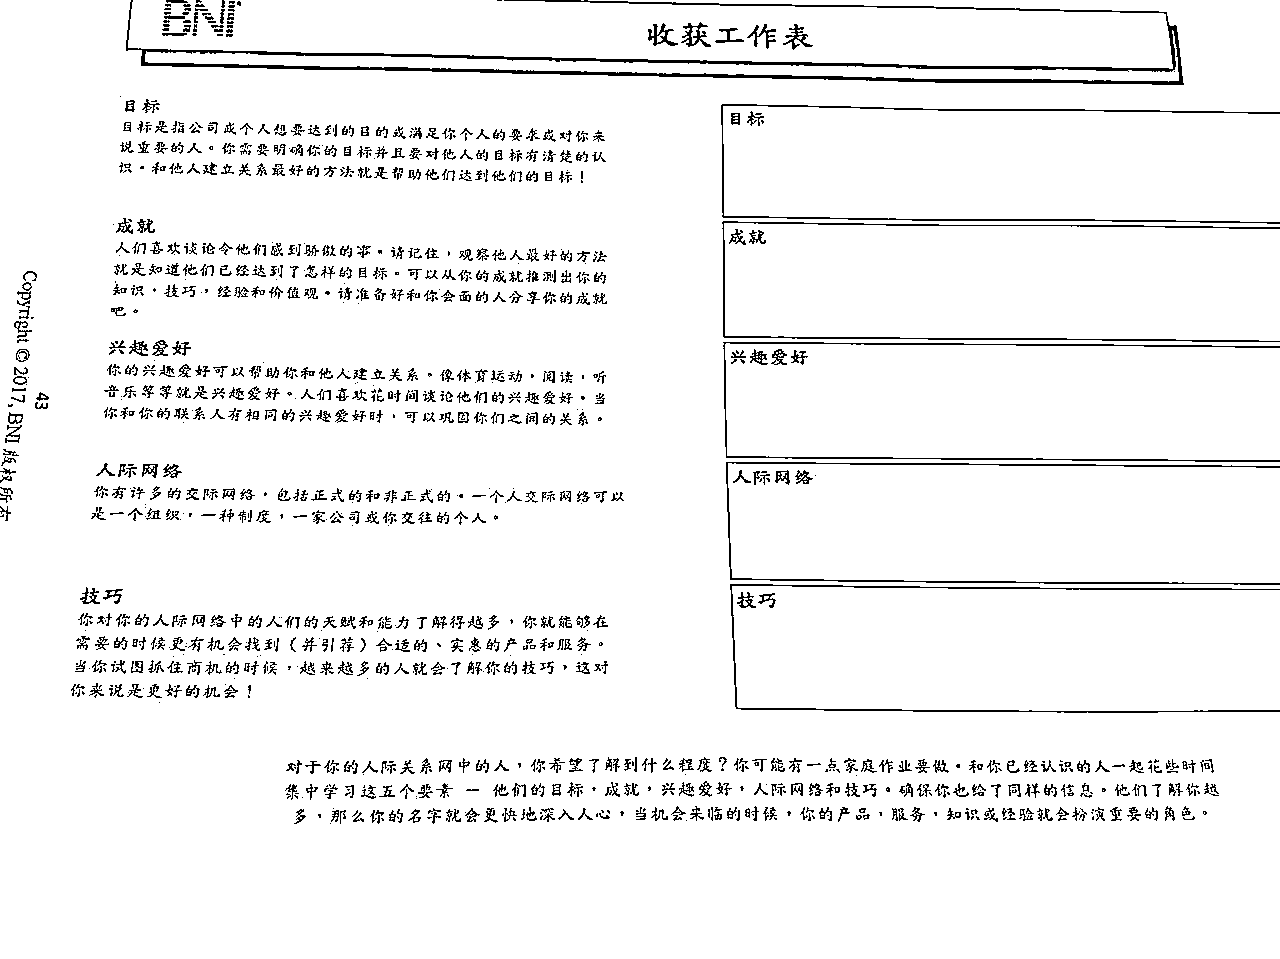 BNI
收获工作表
目标
目标是指公司或个人想要达到的目的或满足你个人的要求或对你来
说重要的人。你需要明确你的目标并且要对他人的目标有清楚的认
识。和他人建立关系最好的方法就是帮助他们达到他们的目标！
成就
人们喜欢谈论令他们感到骄傲的事。请记住，观察他人最好的方法
就是知道他们已经达到了怎样的目标。可以从你的成就推测出你的
知识，技巧，经验和价值观。请准备好和你会面的人分享你的成就
吧。
兴趣爱好
你的兴趣爱好可以帮助你和他人建立关系。像体育运动，阅读，听
音乐等等就是兴趣爱好。人们喜欢花时间谈论他们的兴趣爱好。当
你和你的联系人有相同的兴趣爱好时，可以巩固你们之间的关系。
人际网络
你有许多的交际网络，包括正式的和非正式的。一个人交际网络可以
是一个组织，一种制度，一家公司或你交往的个人。
技巧
你对你的人际网络中的人们的天赋和能力了解得越多，你就能够在
需要的时候更有机会找到（并引荐）合适的、实惠的产品和服务。
当你试图抓住商机的时候，越来越多的人就会了解你的技巧，这对
你来说是更好的机会！
目标
成就
兴趣爱好
人际网络
技巧
对于你的人际关系网中的人，你希望了解到什么程度？你可能有一点家庭作业要做。和你已经认识的人一起花些时间
集中学习这五个要素 — 他们的目标，成就，兴趣爱好，人际网络和技巧。确保你也给了同样的信息。他们了解你越
多，那么你的名字就会更快地深入人心，当机会来临的时候，你的产品，服务，知识或经验就会扮演重要的角色。
43
Copyright © 2017, BNI 版权所有